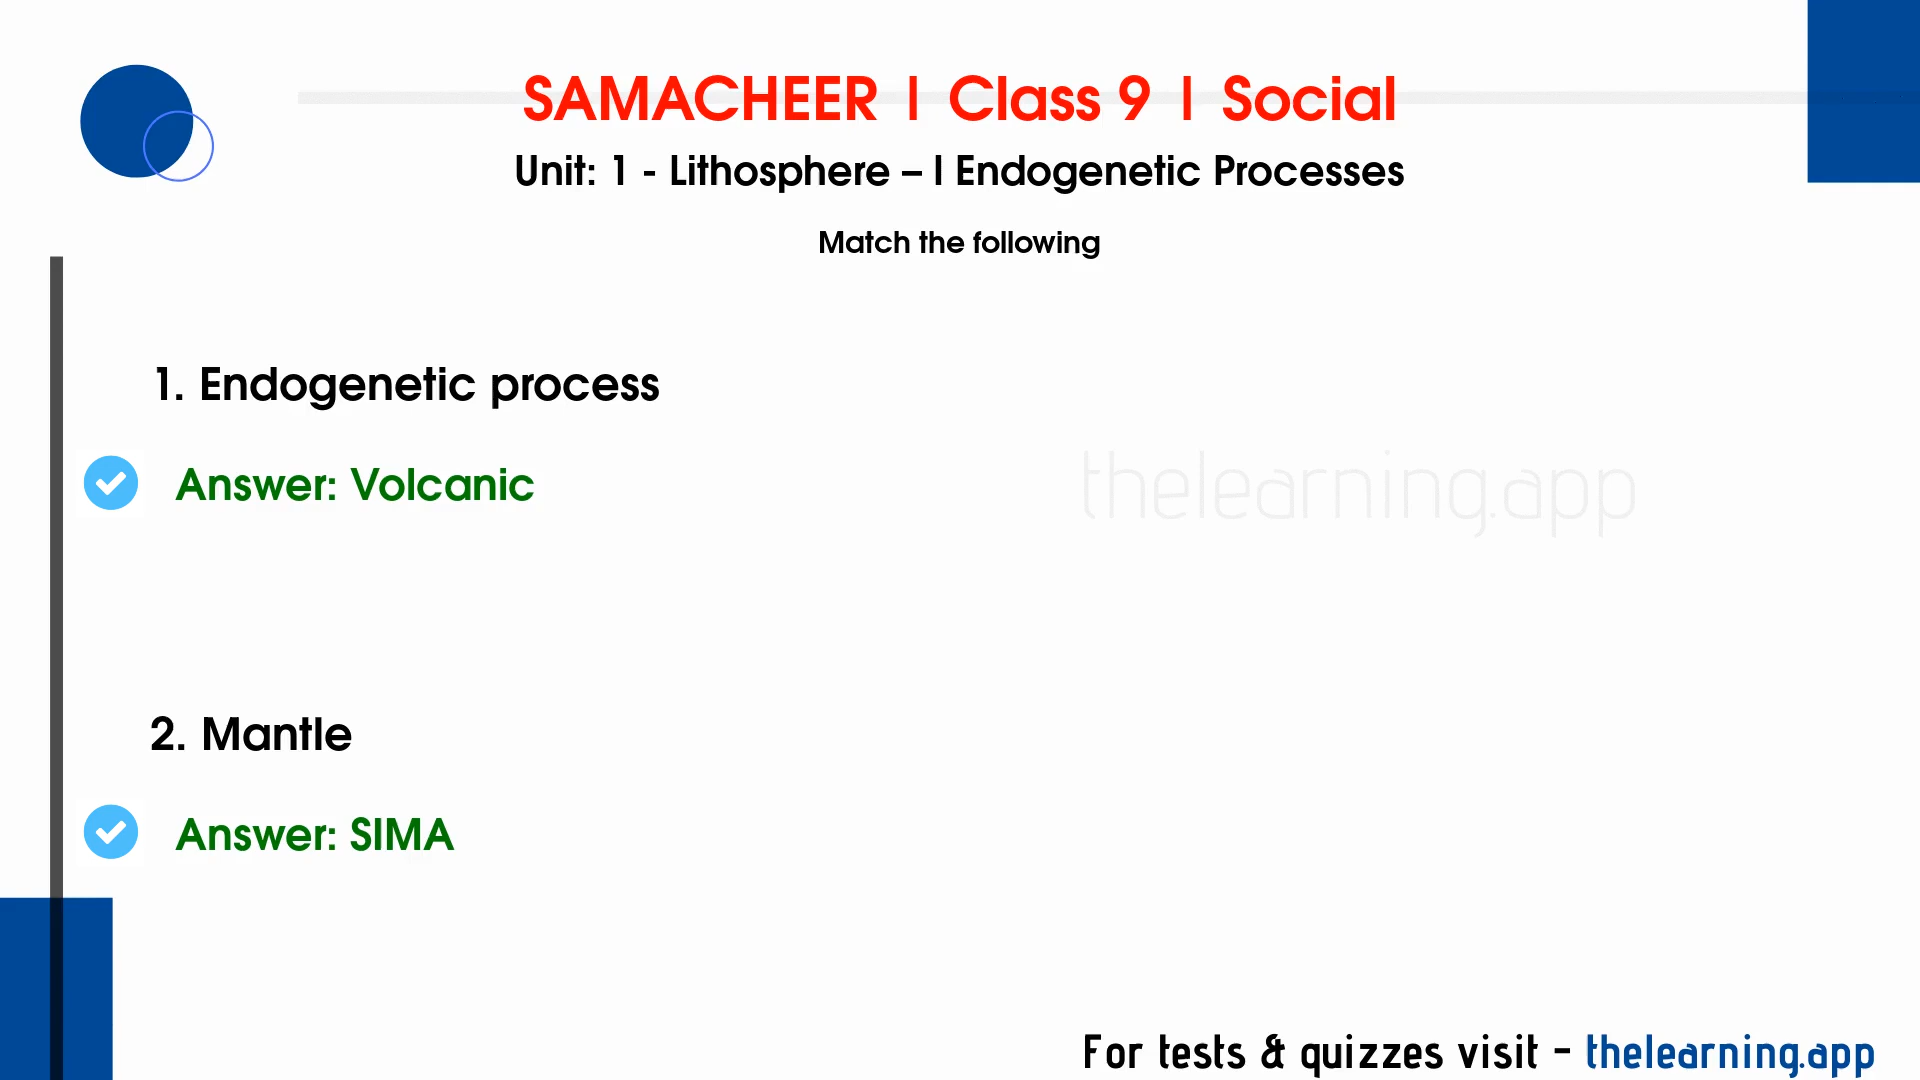 SAMACHEER | Class 9 | Social
Unit: 1 - Lithosphere – I Endogenetic Processes
Match the following
1. Endogenetic process
Answer: Volcanic
thelearning.app
2. Mantle
Answer: SIMA
For tests & quizzes visit - thelearning.app